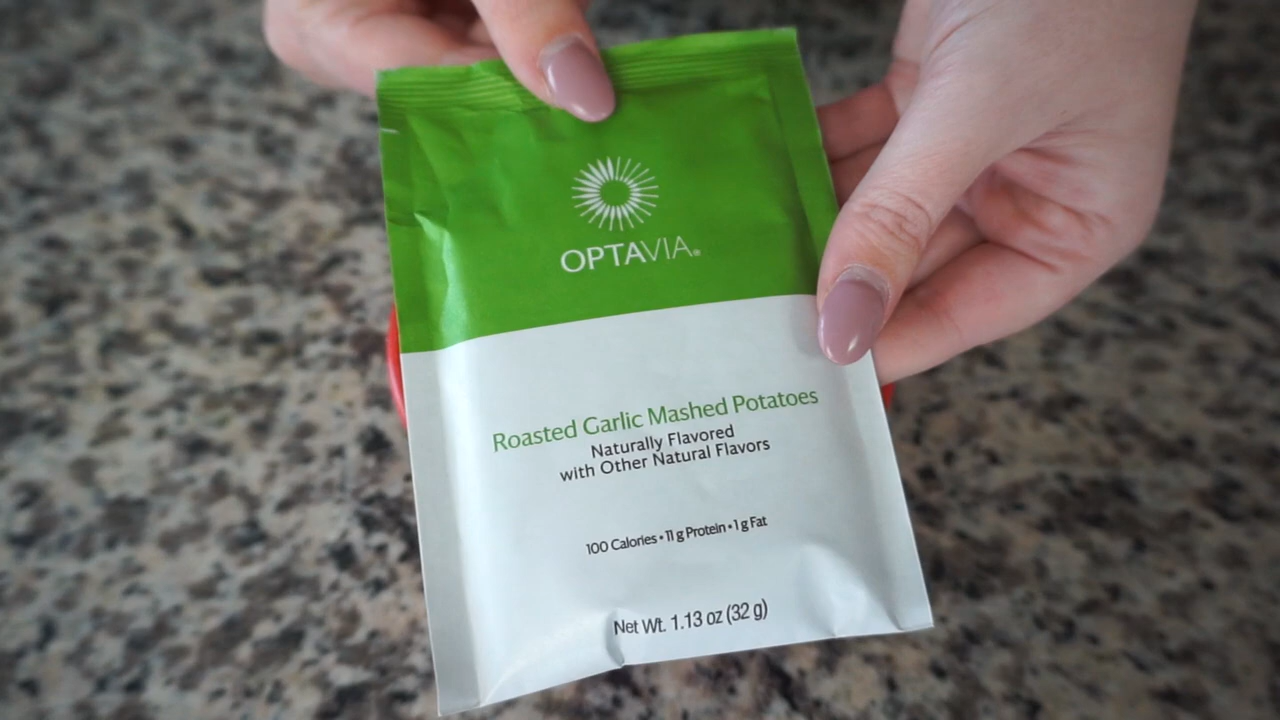 OPTAVIA®
Roasted Garlic Mashed Potatoes
Naturally Flavored
with Other Natural Flavors
100 Calories • 11 g Protein • 1 g Fat
Net Wt. 1.13 oz (32 g)